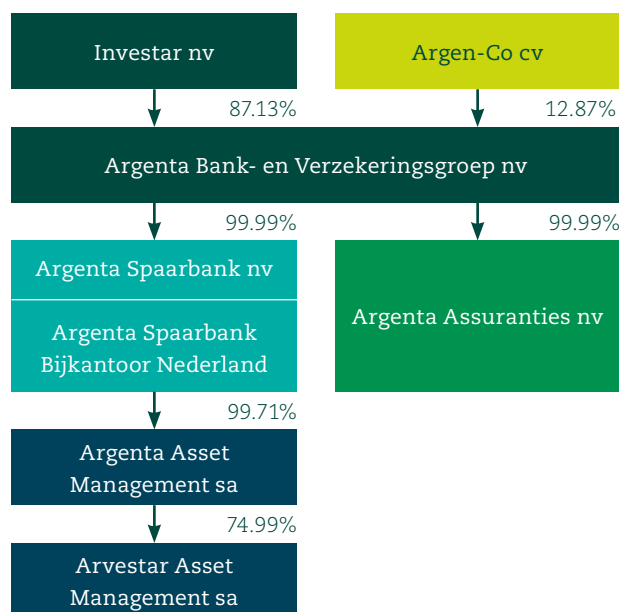 Investar nv
Argen-Co cv
87.13%
12.87%
Argenta Bank- en Verzekeringsgroep nv
99.99%
99.99%
Argenta Spaarbank nv
Argenta Spaarbank
Bijkantoor Nederland
Argenta Assuranties nv
99.71%
Argenta Asset
Management sa
74.99%
Arvestar Asset
Management sa